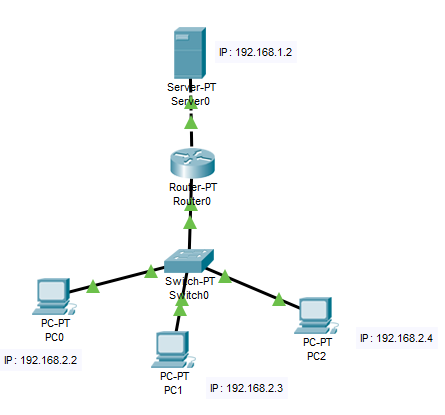 IP: 192.168.1.2
Server-PT
Server0
Router-PT
Router0
Switch-PT
Switch0
PC-PT
PC0
IP: 192.168.2.2
PC-PT
PC1
IP: 192.168.2.3
PC-PT
PC2
IP: 192.168.2.4